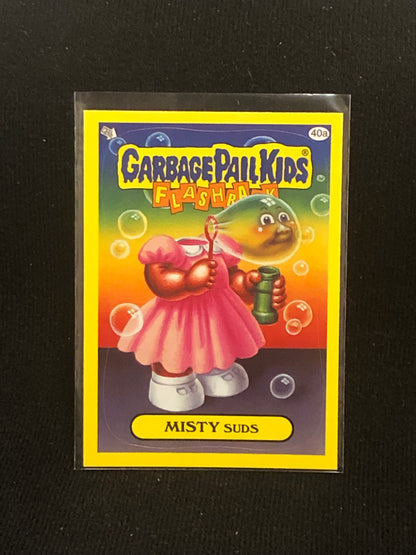 40a
GARBAGE PAIL KIDS®
FLASHBACK
MISTY SUDS